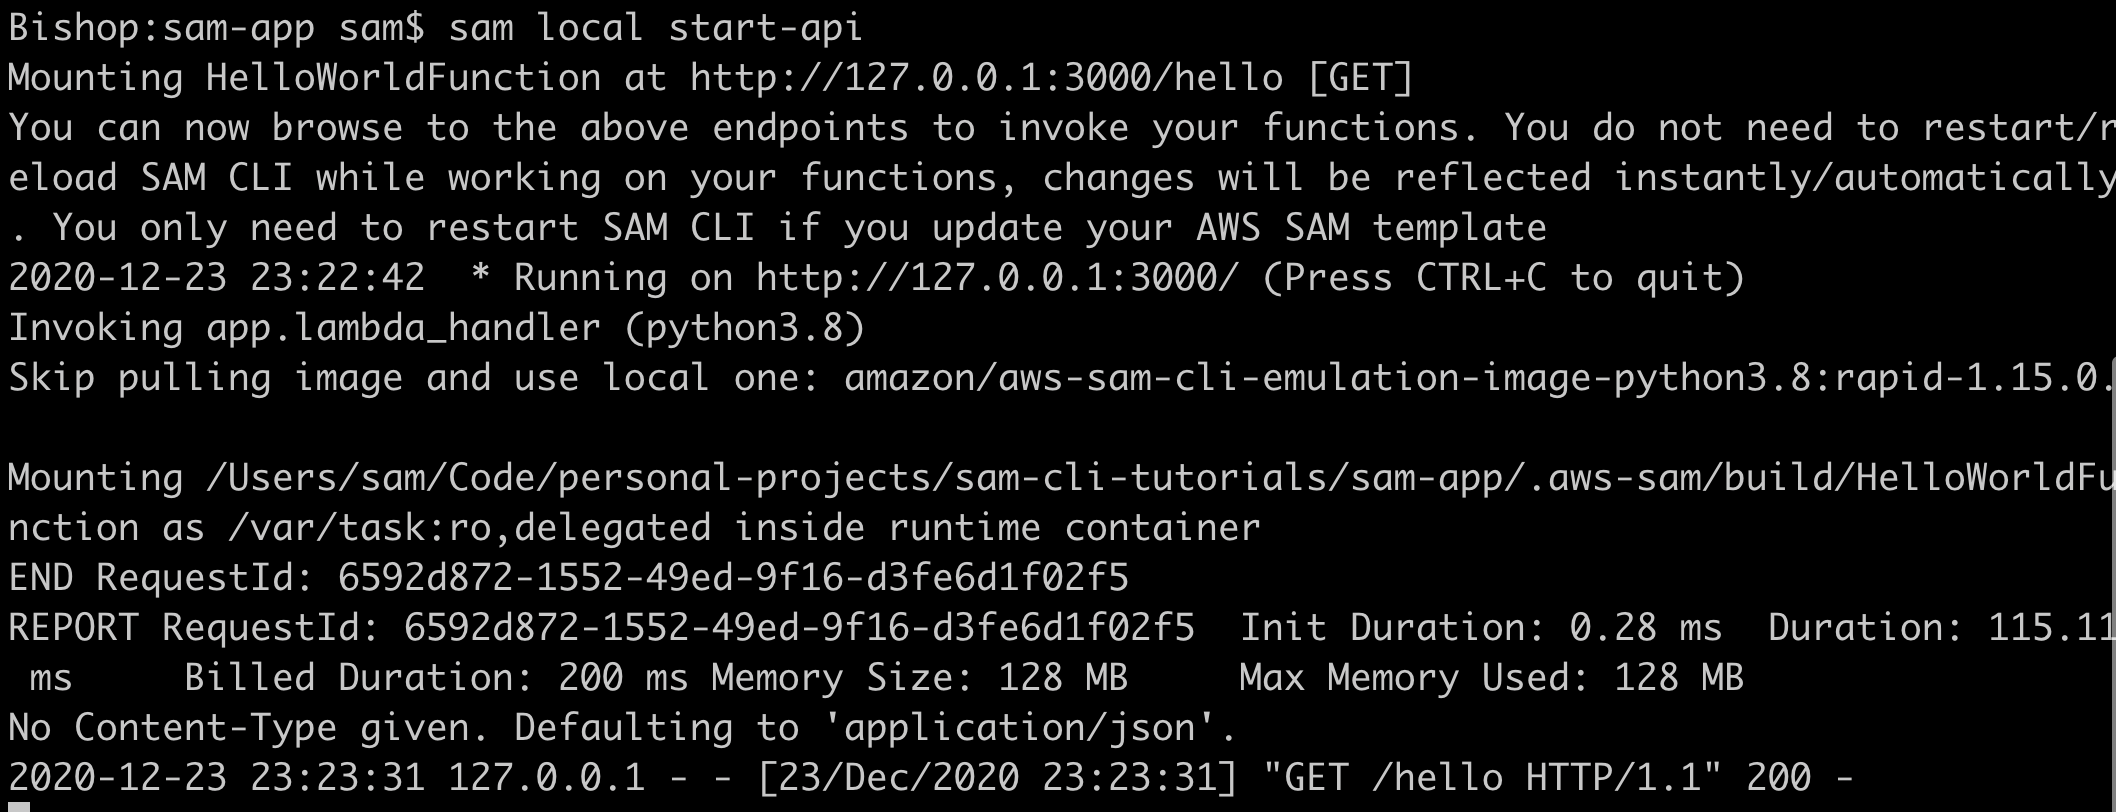 Bishop:sam-app sam$ sam local start-api
Mounting HelloWorldFunction at http://127.0.0.1:3000/hello [GET]
You can now browse to the above endpoints to invoke your functions. You do not need to restart/r
eload SAM CLI while working on your functions, changes will be reflected instantly/automatically
. You only need to restart SAM CLI if you update your AWS SAM template
2020-12-23 23:22:42  * Running on http://127.0.0.1:3000/ (Press CTRL+C to quit)
Invoking app.lambda_handler (python3.8)
Skip pulling image and use local one: amazon/aws-sam-cli-emulation-image-python3.8:rapid-1.15.0.
Mounting /Users/sam/Code/personal-projects/sam-cli-tutorials/sam-app/.aws-sam/build/HelloWorldFu
nction as /var/task:ro,delegated inside runtime container
END RequestId: 6592d872-1552-49ed-9f16-d3fe6d1f02f5
REPORT RequestId: 6592d872-1552-49ed-9f16-d3fe6d1f02f5  Init Duration: 0.28 ms  Duration: 115.11
 ms     Billed Duration: 200 ms Memory Size: 128 MB     Max Memory Used: 128 MB
No Content-Type given. Defaulting to 'application/json'.
2020-12-23 23:23:31 127.0.0.1 - - [23/Dec/2020 23:23:31] "GET /hello HTTP/1.1" 200 -